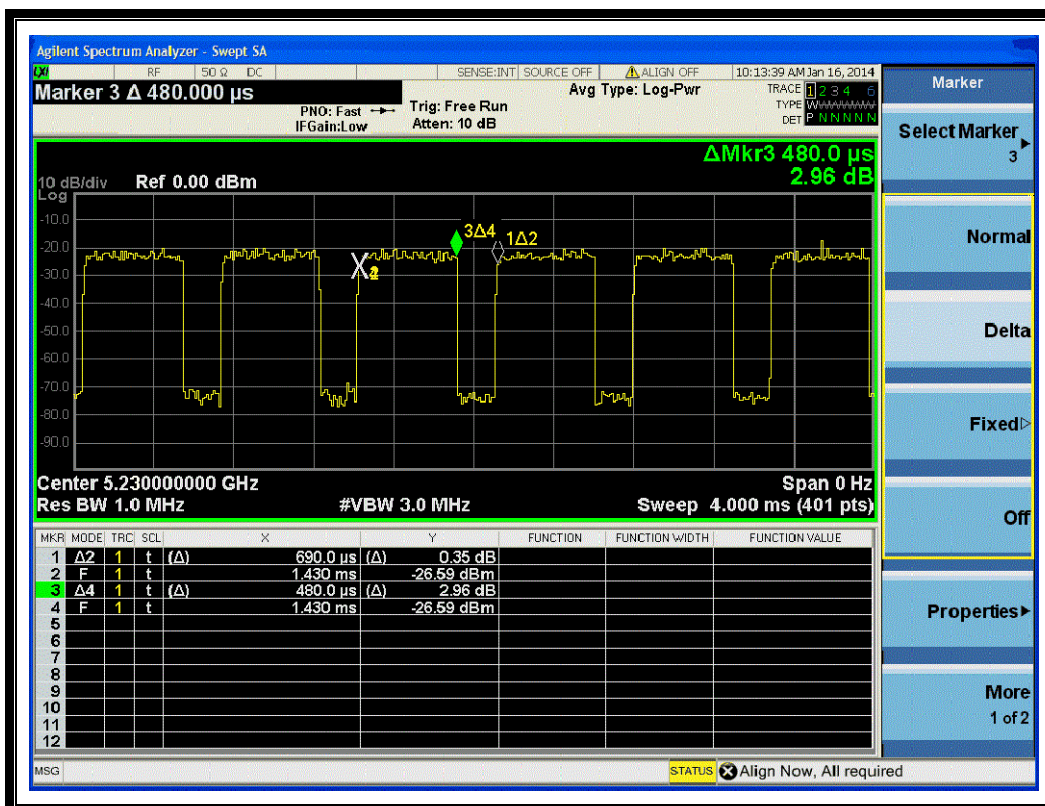 Agilent Spectrum Analyzer - Swept SA
LXI RF 50 Ω DC SENSE:INT SOURCE OFF ALIGN OFF 10:13:39 AM Jan 16, 2014
Marker 3 Δ 480.000 µs
PNO: Fast
IFGain:Low
Trig: Free Run
Atten: 10 dB
Avg Type: Log-Pwr
TRACE 1 2 3 4 6
TYPE W
DET P N N N N N
ΔMkr3 480.0 µs
2.96 dB
10 dB/div Ref 0.00 dBm
Log
-10.0
-20.0
-30.0
-40.0
-50.0
-60.0
-70.0
-80.0
-90.0
3Δ4
1Δ2
Center 5.230000000 GHz Span 0 Hz
Res BW 1.0 MHz #VBW 3.0 MHz Sweep 4.000 ms (401 pts)
MKR MODE TRC SCL X Y FUNCTION FUNCTION WIDTH FUNCTION VALUE
1 Δ2 1 t (Δ) 690.0 µs (Δ) 0.35 dB
2 F 1 t 1.430 ms -26.59 dBm
3 Δ4 1 t (Δ) 480.0 µs (Δ) 2.96 dB
4 F 1 t 1.430 ms -26.59 dBm
5
6
7
8
9
10
11
12
MSG STATUS Align Now, All required
Marker
Select Marker
3
Normal
Delta
Fixed
Off
Properties
More
1 of 2